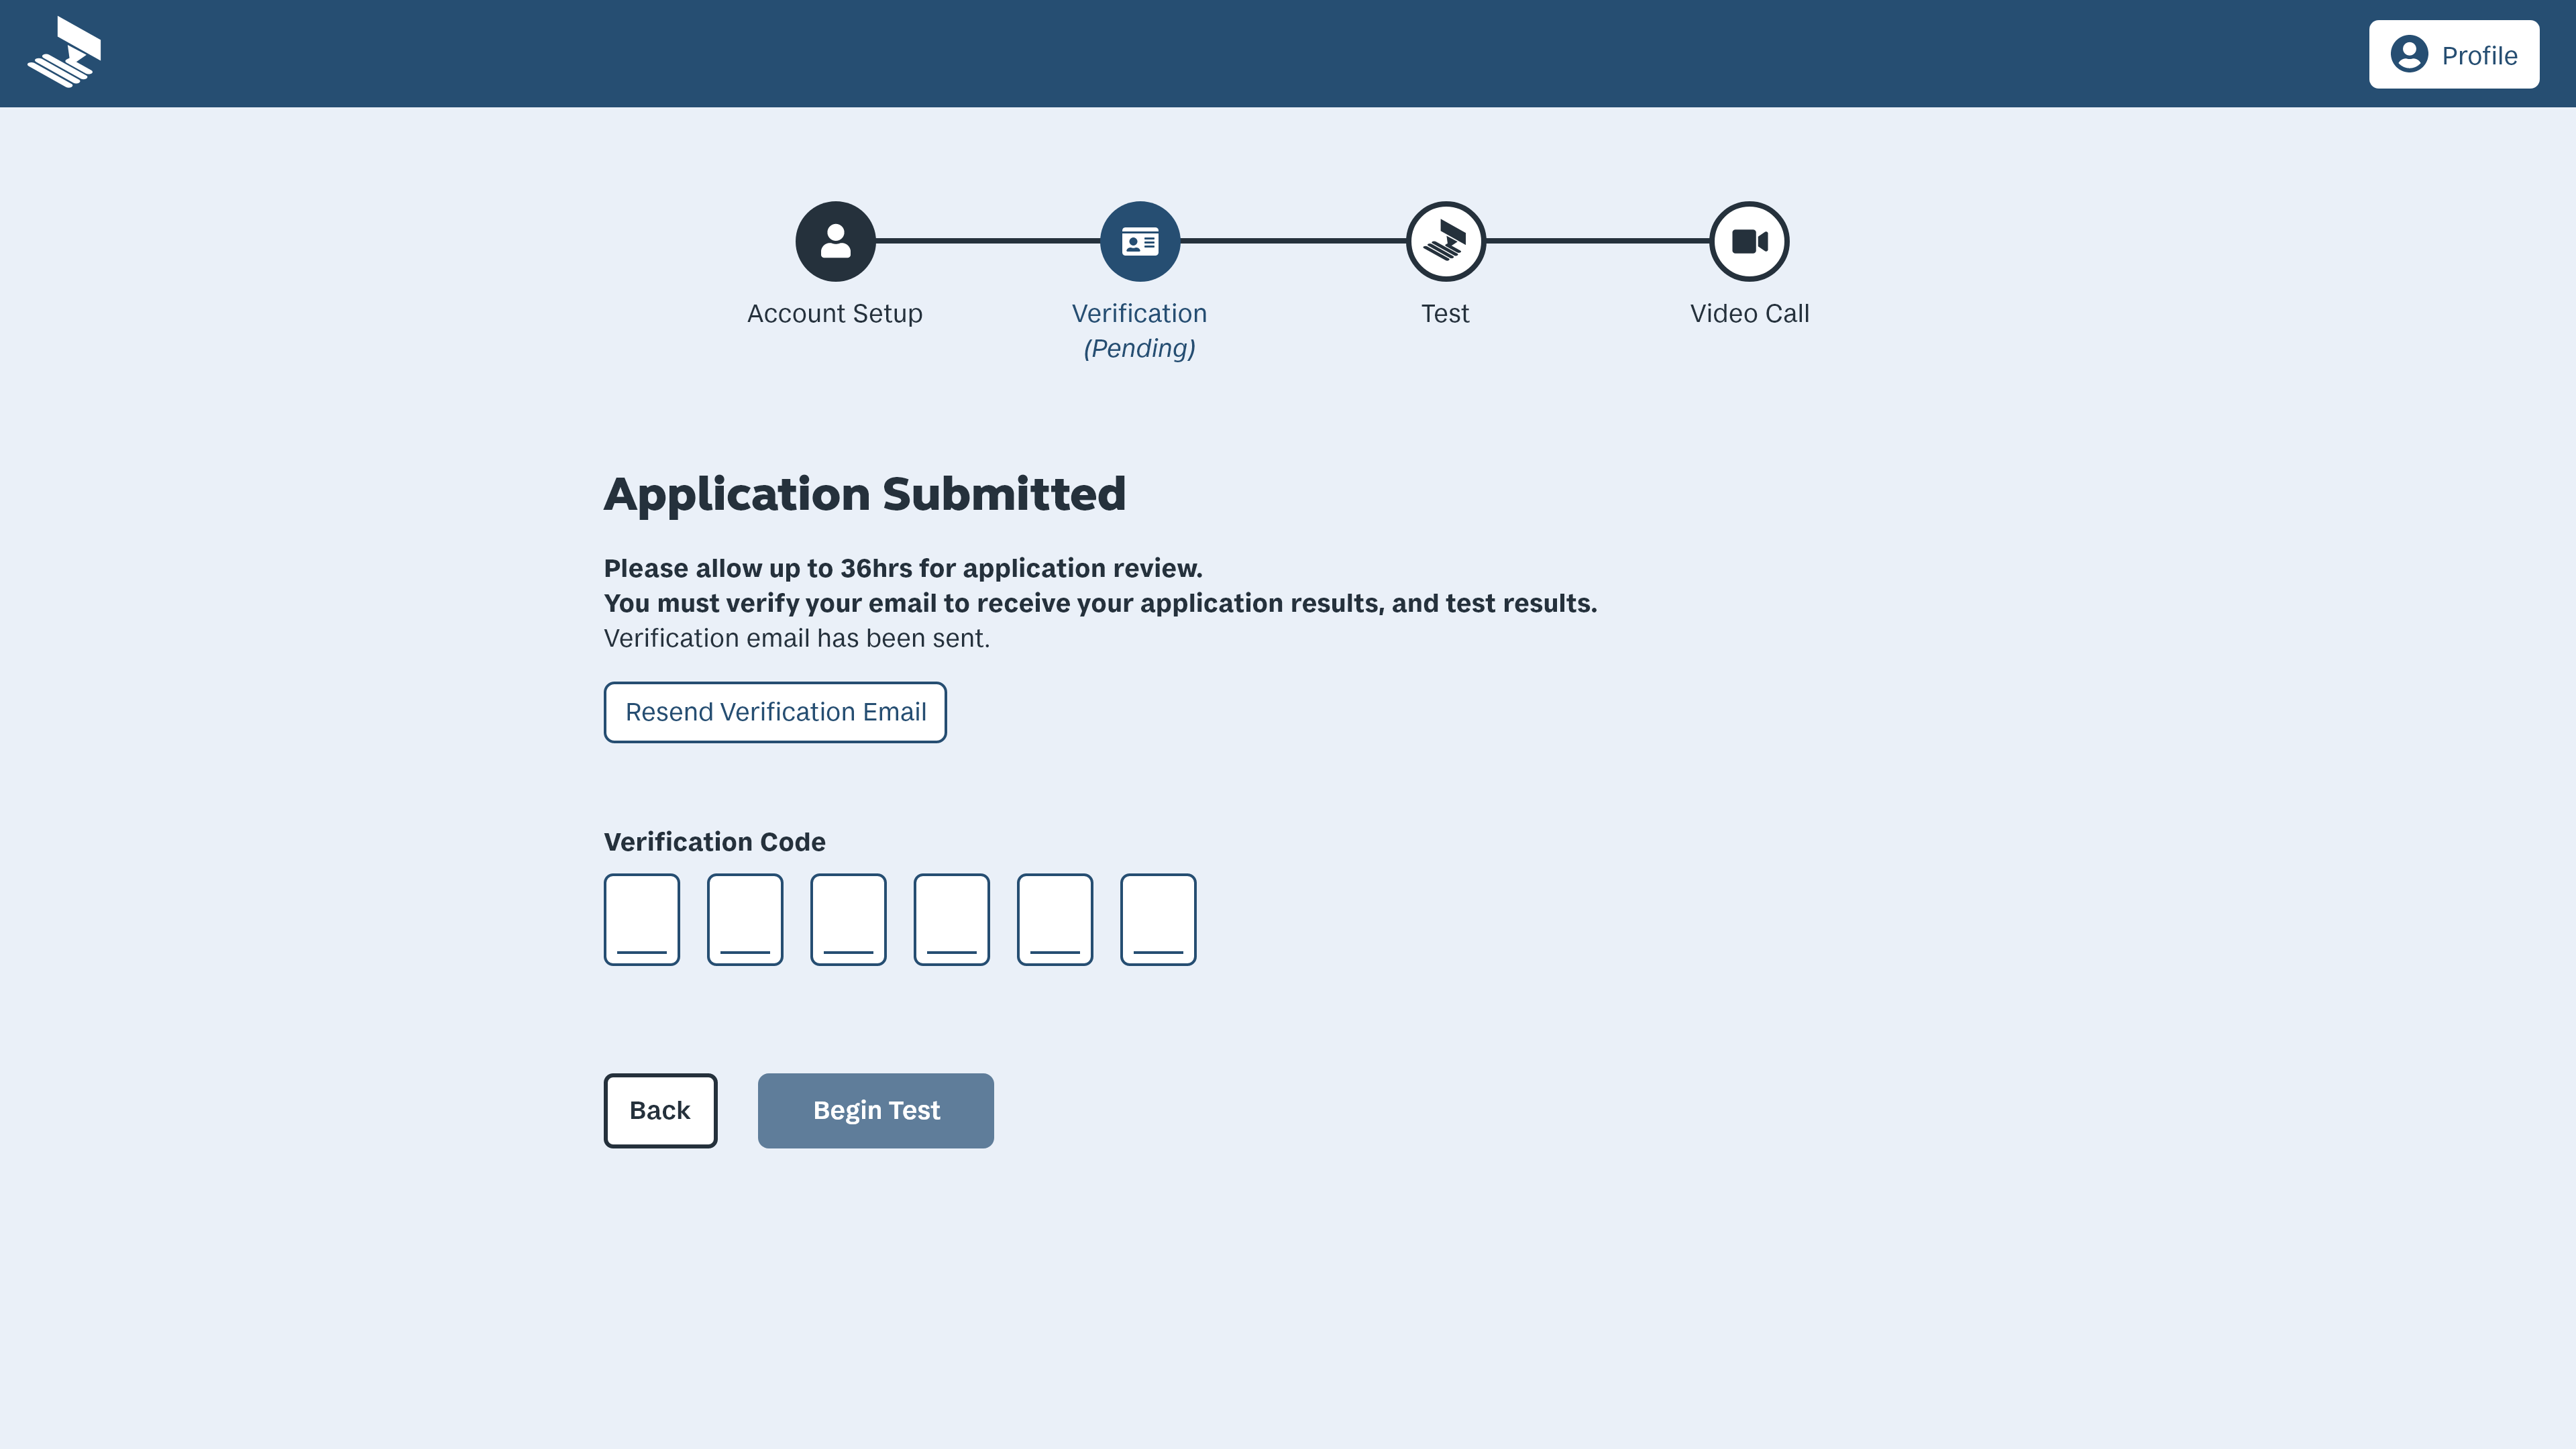 Profile
Account Setup
Verification
(Pending)
Test
Video Call
Application Submitted
Please allow up to 36hrs for application review.
You must verify your email to receive your application results, and test results.
Verification email has been sent.
Resend Verification Email
Verification Code
Back
Begin Test